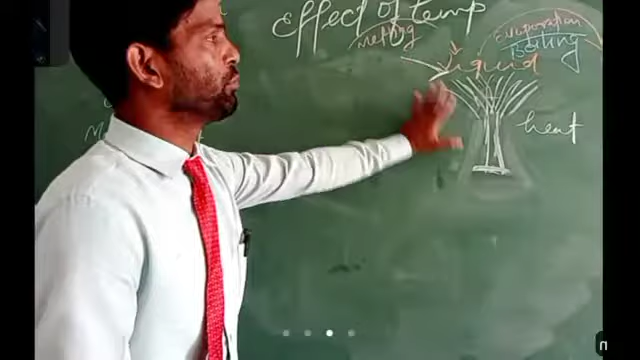 Effect of temp
melting
Evaporation
Boiling
Liquid
heat